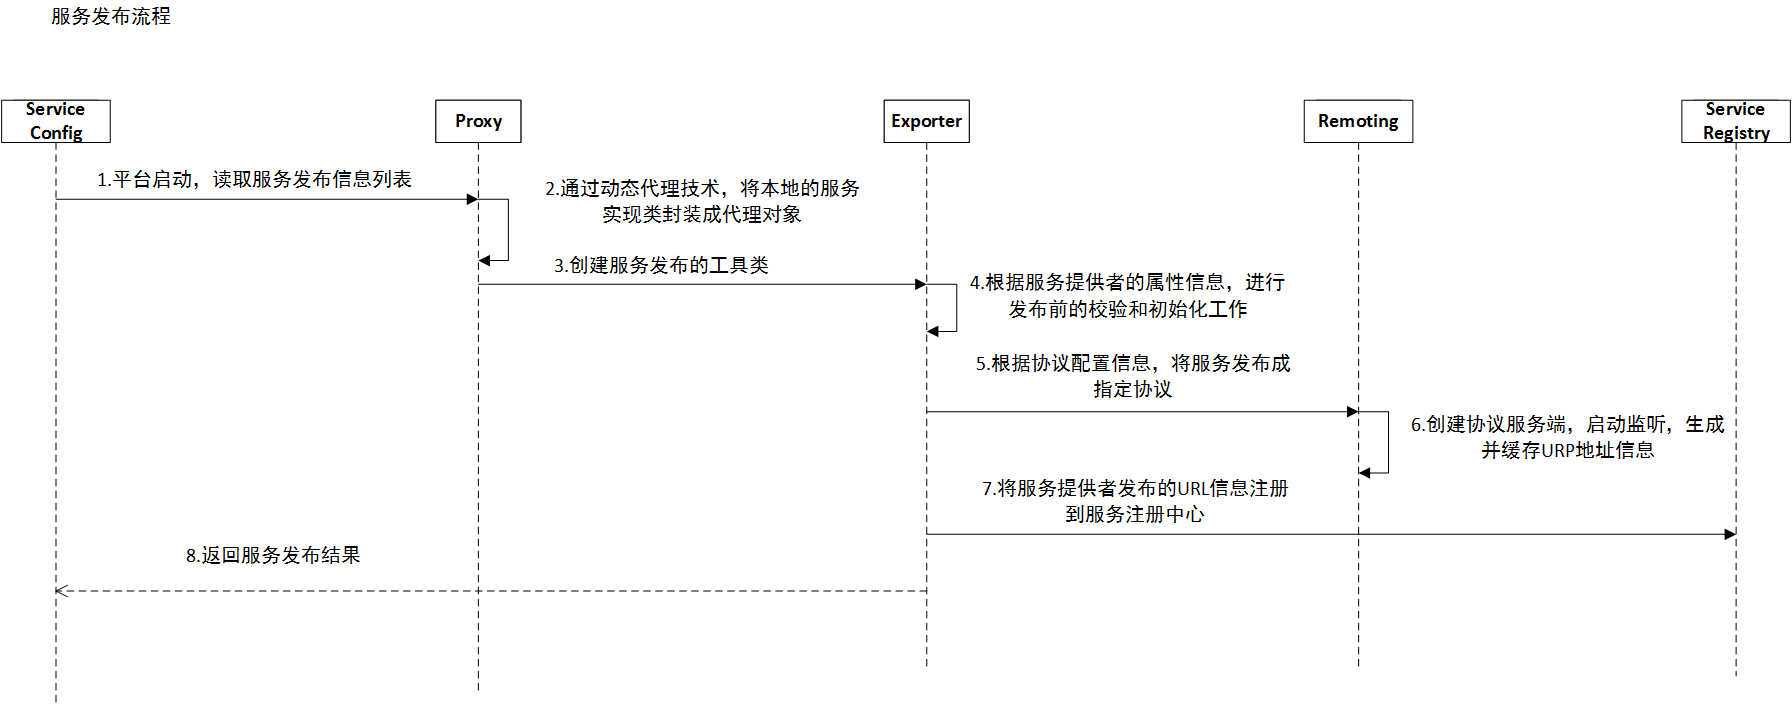 服务发布流程
Service
Config
Proxy
Exporter
Remoting
Service
Registry
1.平台启动，读取服务发布信息列表
2.通过动态代理技术，将本地的服务
实现类封装成代理对象
3.创建服务发布的工具类
4.根据服务提供者的属性信息，进行
发布前的校验和初始化工作
5.根据协议配置信息，将服务发布成
指定协议
6.创建协议服务端，启动监听，生成
并缓存URP地址信息
7.将服务提供者发布的URL信息注册
到服务注册中心
8.返回服务发布结果